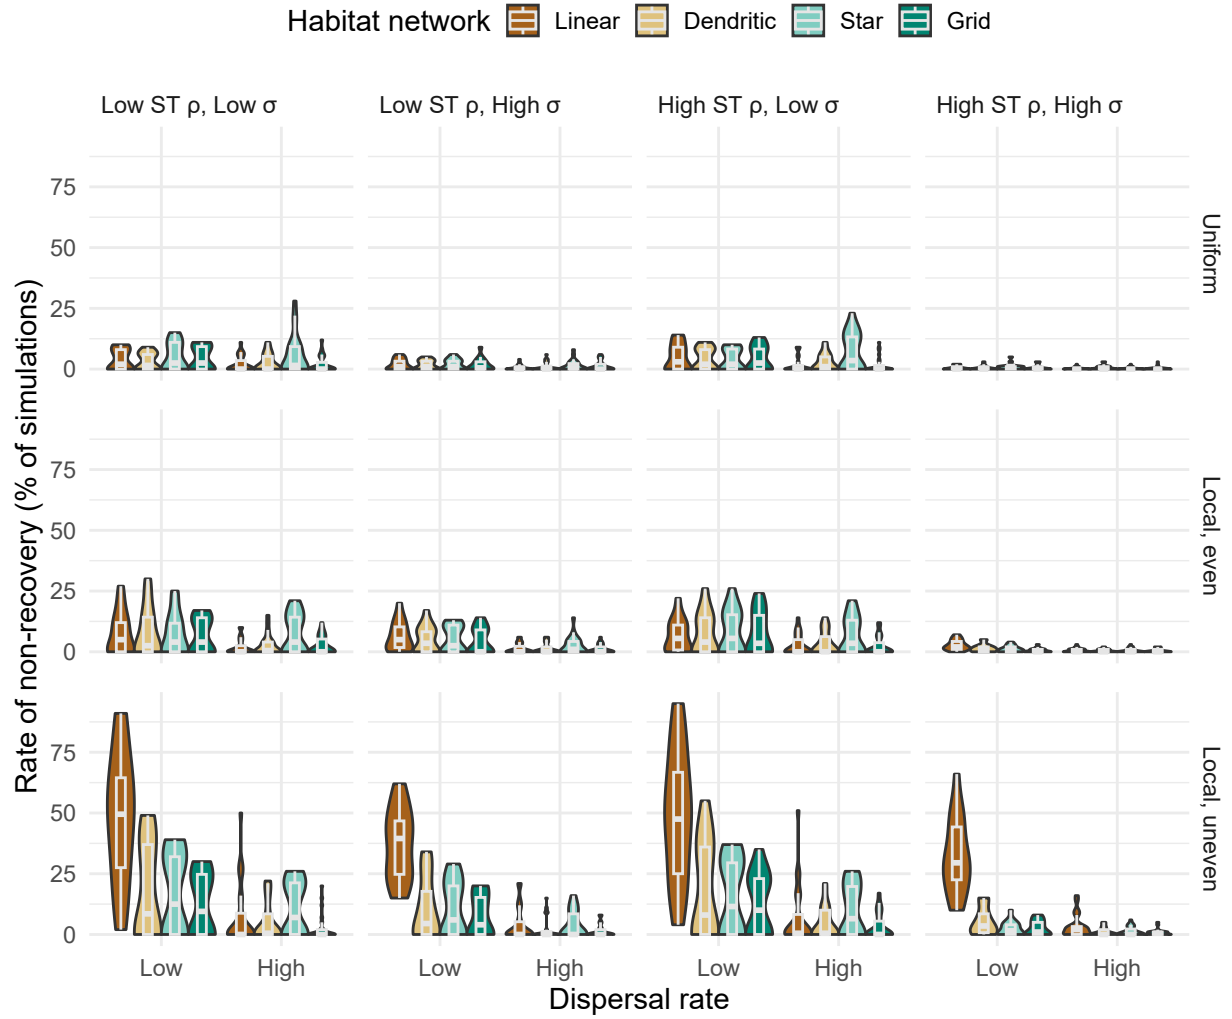 Habitat network Linear Dendritic Star Grid
Low ST ρ, Low σ Low ST ρ, High σ High ST ρ, Low σ High ST ρ, High σ
Rate of non-recovery (% of simulations)
75
50
25
0
Uniform
75
50
25
0
Local, even
75
50
25
0
Local, uneven
Low High Low High Low High Low High
Dispersal rate